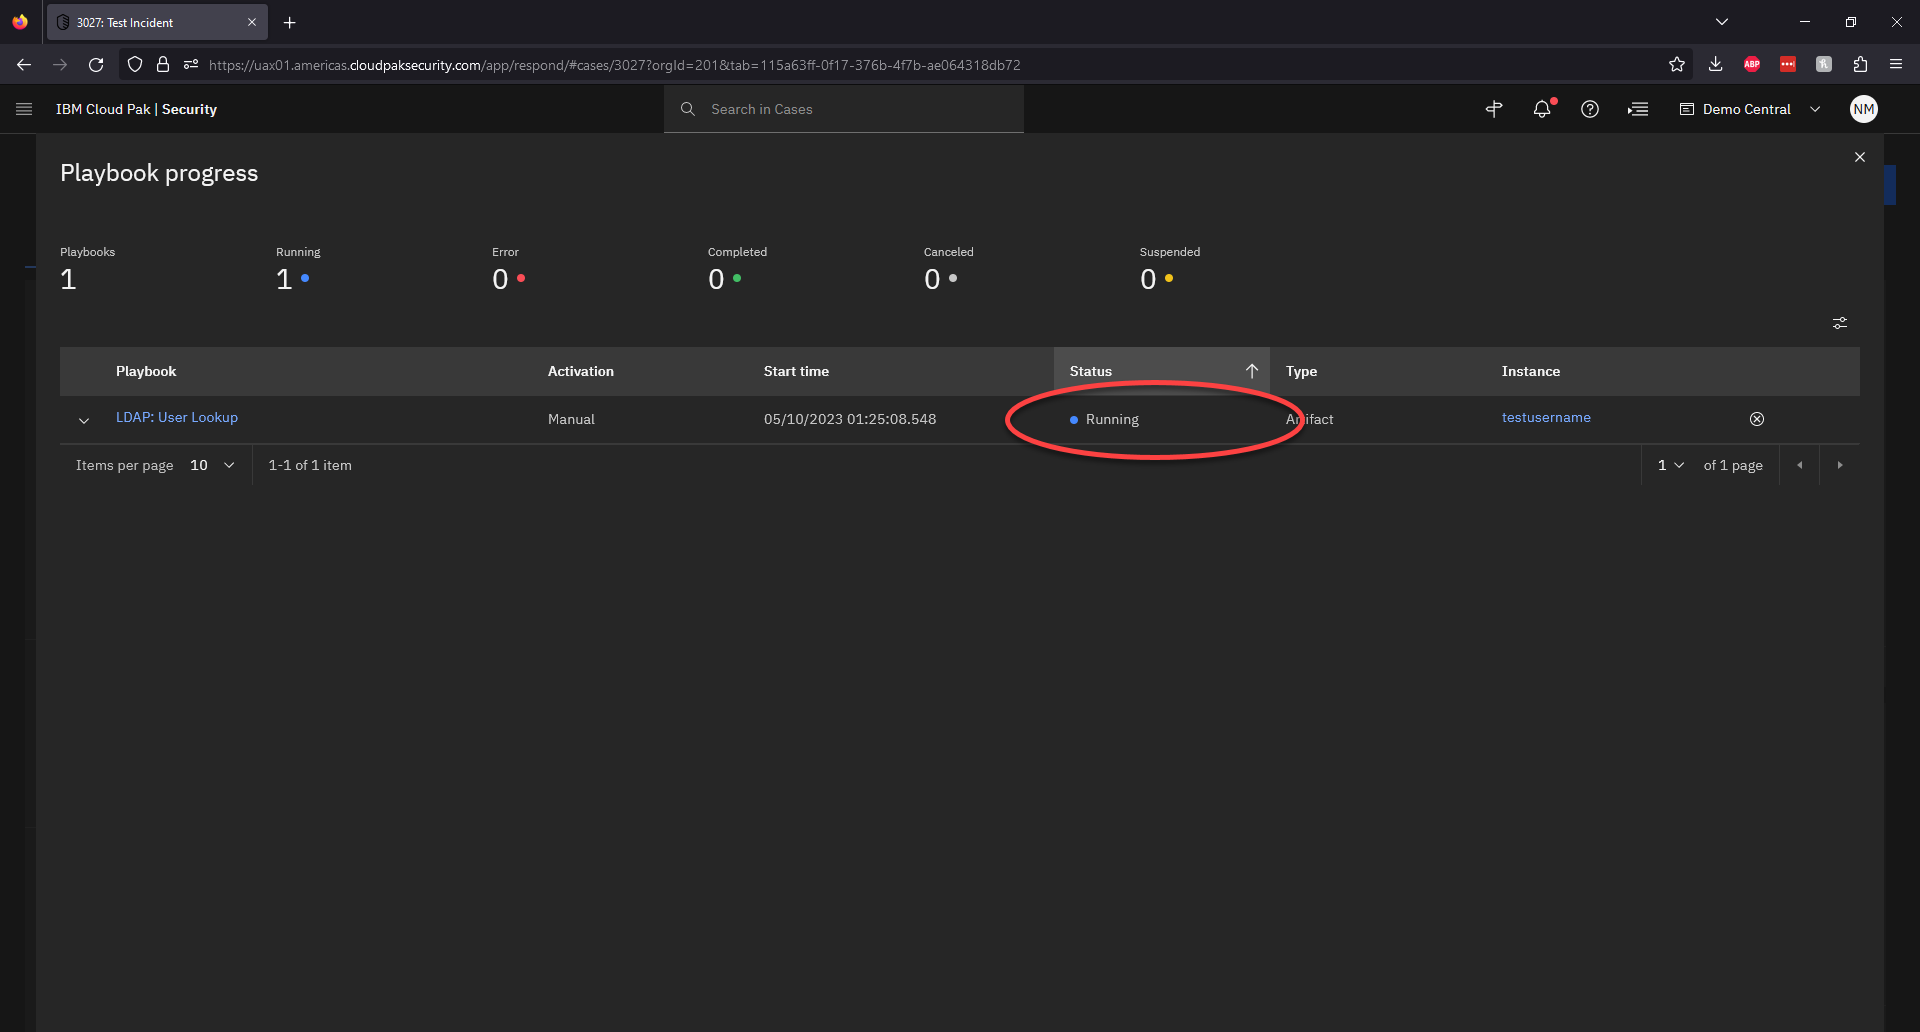 3027: Test Incident
https://uax01.americas.cloudpaksecurity.com/app/respond/#cases/3027?orgId=201&tab=115a63ff-0f17-376b-4f7b-ae064318db72
ABP
IBM Cloud Pak | Security
Search in Cases
Demo Central
NM
Playbook progress
Playbooks Running Error Completed Canceled Suspended
1 1 0 0 0 0
Playbook Activation Start time Status Type Instance
LDAP: User Lookup Manual 05/10/2023 01:25:08.548 Running Artifact testusername
Items per page 10 1-1 of 1 item 1 of 1 page